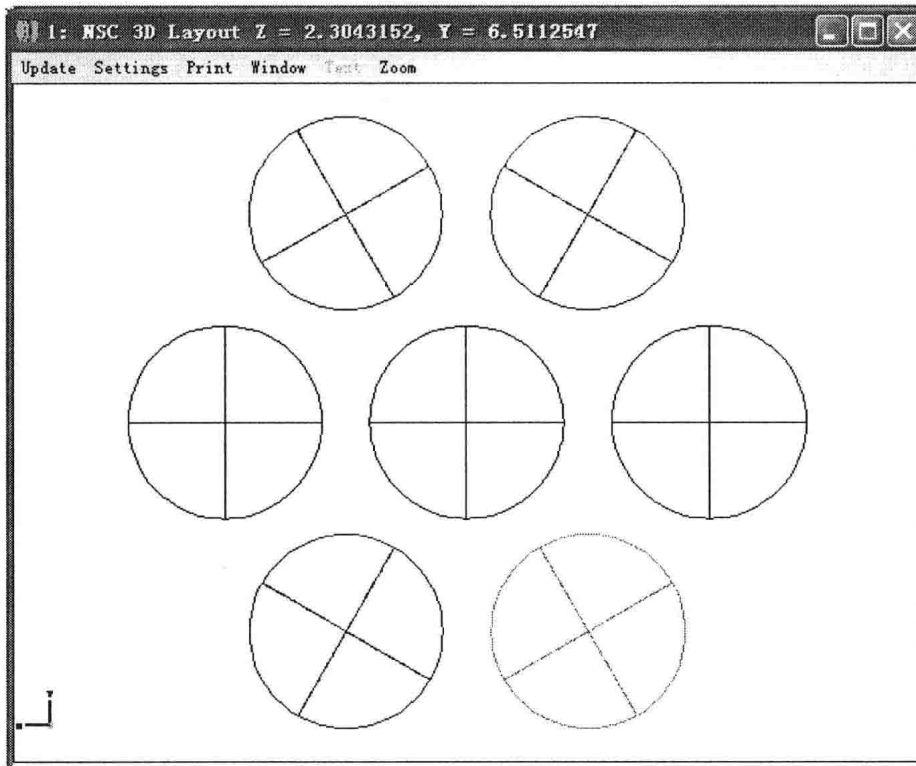 1: NSC 3D Layout Z = 2.3043152, Y = 6.5112547
Update Settings Print Window Text Zoom
Y